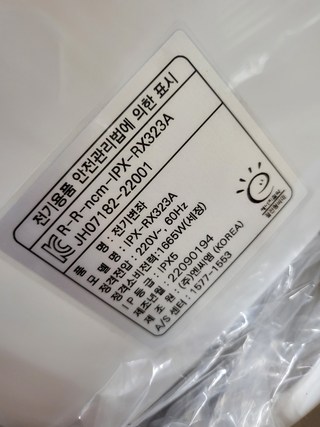 전기용품 안전관리법에 의한 표시
R-R-ncm-IPX-RX323A
JH07182-22001
품 명 : 전기변좌
모 델 명 : IPX-RX323A
정격전압 : 220V~ 60Hz
정격소비전력 : 1665W(세정)
I P 등급 : IPX5
제조년월 : 22090194
제 조 원 : (주)엔씨엠 (KOREA)
A/S 센터 : 1577-1553